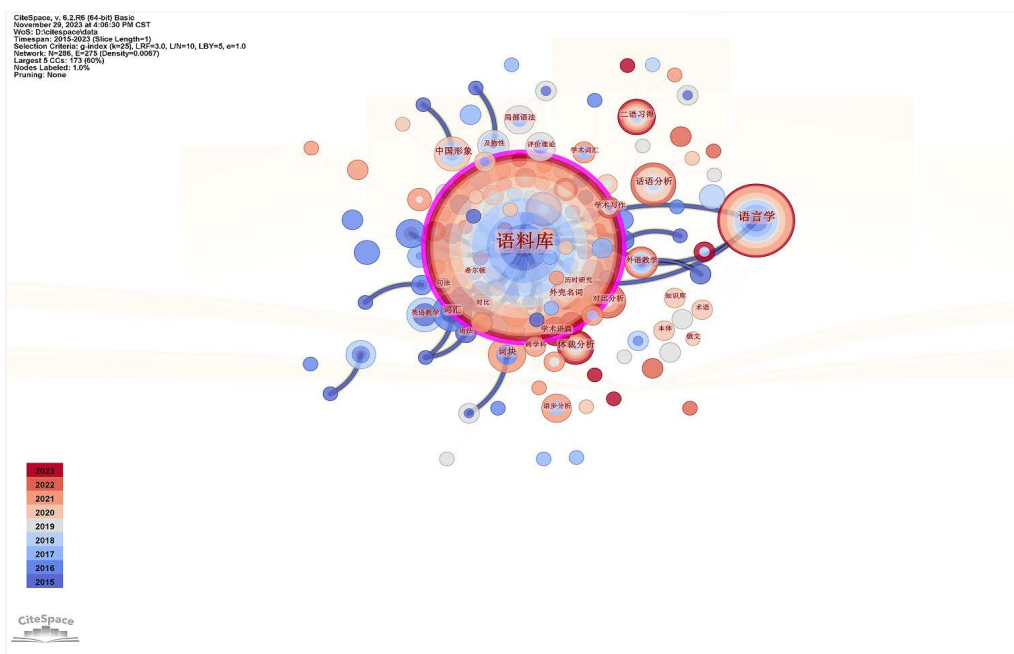 CiteSpace, v. 6.2.R6 (64-bit) Basic
November 29, 2023 at 4:06:30 PM CST
WoS: D:\citespace\data
Timespan: 2015-2023 (Slice Length=1)
Selection Criteria: g-index (k=25), LRF=3.0, L/N=10, LBY=5, e=1.0
Network: N=286, E=275 (Density=0.0067)
Largest 5 CCs: 173 (60%)
Nodes Labeled: 1.0%
Pruning: None
二语习得
局部语法
及物性
评价理论
中国形象
学术词汇
话语分析
学术写作
语言学
语料库
外语教学
希尔顿
历时研究
句法
外壳名词
知识库
对比
对比分析
词汇
英语教学
术语
语法
学术语篇
本体
俄文
跨学科
体裁分析
词块
语步分析
2023
2022
2021
2020
2019
2018
2017
2016
2015
CiteSpace